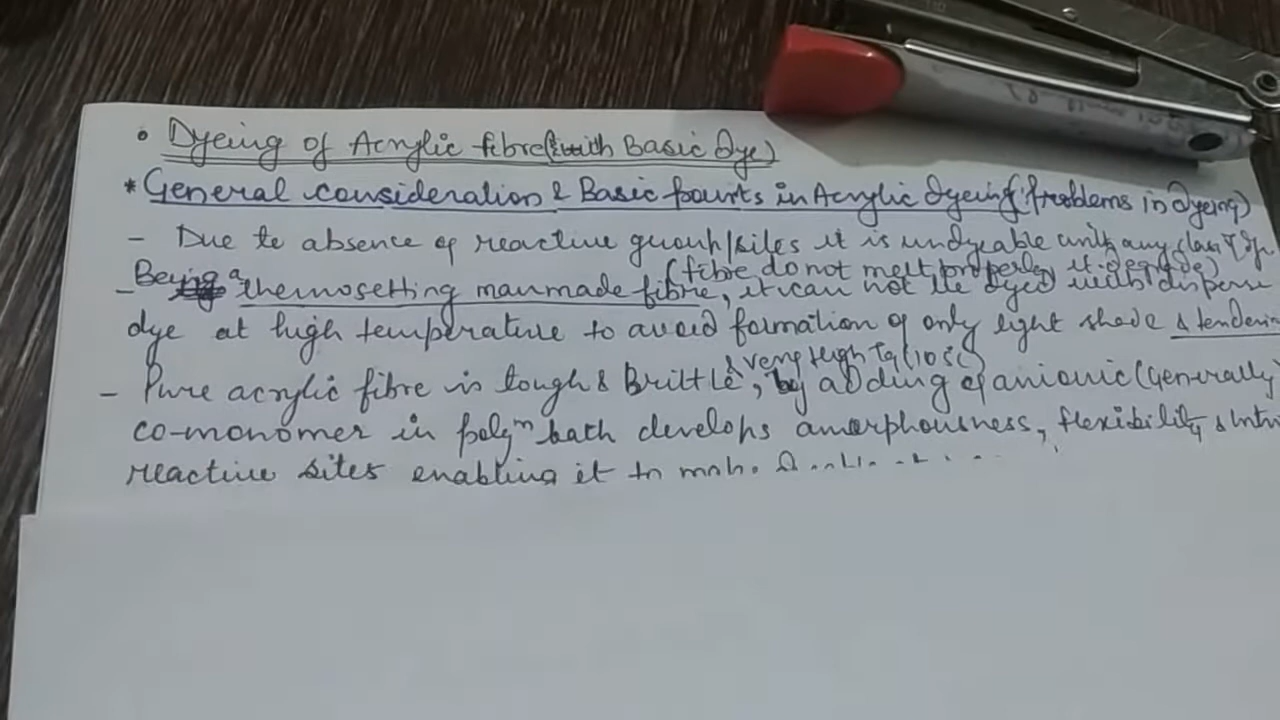 • Dyeing of Acrylic fibre (with Basic Dye)
* General consideration & Basic points in Acrylic dyeing (Problems in Dyeing)
- Due to absence of reactive group/sites it is undyeable with any class of
(fibre do not melt properly it degrade)
- Being a thermosetting manmade fibre, it can not be dyed with disperse
dye at high temperature to avoid formation of only light shade &
& very high Tg (105°C)
- Pure acrylic fibre is tough & Brittle, by adding of anionic (Generally
co-monomer in polyⁿ bath develops amorphousness, flexibility &
reactive sites enabling it to